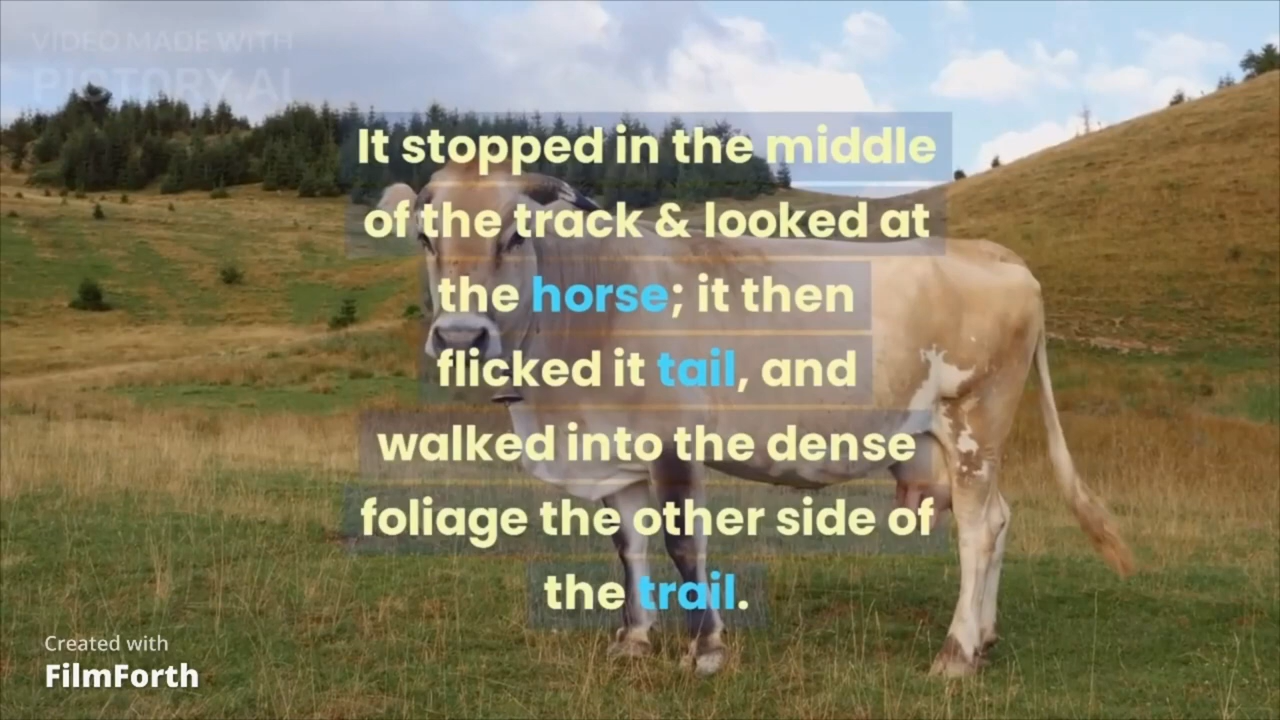 VIDEO MADE WITH
PICTORY.AI
It stopped in the middle
of the track & looked at
the horse; it then
flicked it tail, and
walked into the dense
foliage the other side of
the trail.
Created with
FilmForth